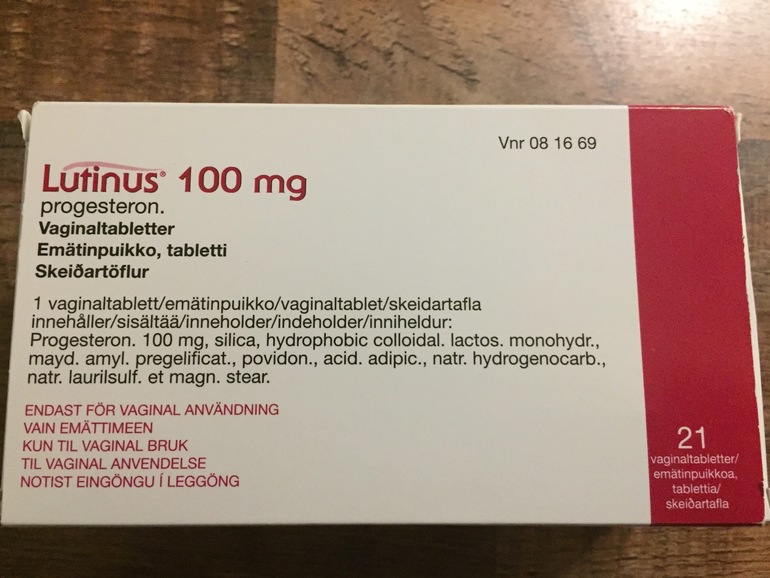 Vnr 08 16 69
Lutinus® 100 mg
progesteron.
Vaginaltabletter
Emätinpuikko, tabletti
Skeiðartöflur
1 vaginaltablett/emätinpuikko/vaginaltablet/skeidartafla
innehåller/sisältää/inneholder/indeholder/inniheldur:
Progesteron. 100 mg, silica, hydrophobic colloidal. lactos. monohydr.,
mayd. amyl. pregelificat., povidon., acid. adipic., natr. hydrogenocarb.,
natr. laurilsulf. et magn. stear.
ENDAST FÖR VAGINAL ANVÄNDNING
VAIN EMÄTTIMEEN
KUN TIL VAGINAL BRUK
TIL VAGINAL ANVENDELSE
NOTIST EINGÖNGU Í LEGGÖNG
21
vaginaltabletter/
emätinpuikkoa,
tablettia/
skeiðartafla